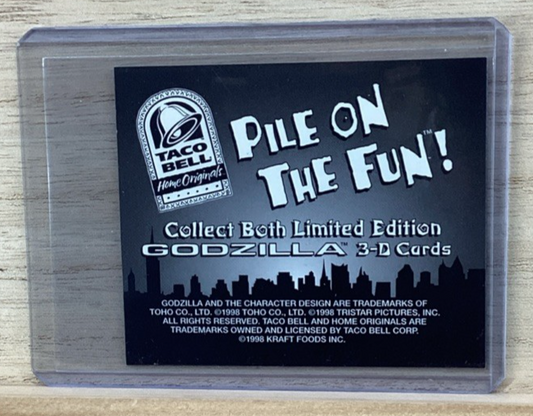 TACO
BELL
Home Originals
PILE ON
THE FUN!™
Collect Both Limited Edition
GODZILLA™ 3-D Cards
GODZILLA AND THE CHARACTER DESIGN ARE TRADEMARKS OF
TOHO CO., LTD. ©1998 TOHO CO., LTD. ©1998 TRISTAR PICTURES, INC.
ALL RIGHTS RESERVED. TACO BELL AND HOME ORIGINALS ARE
TRADEMARKS OWNED AND LICENSED BY TACO BELL CORP.
©1998 KRAFT FOODS INC.